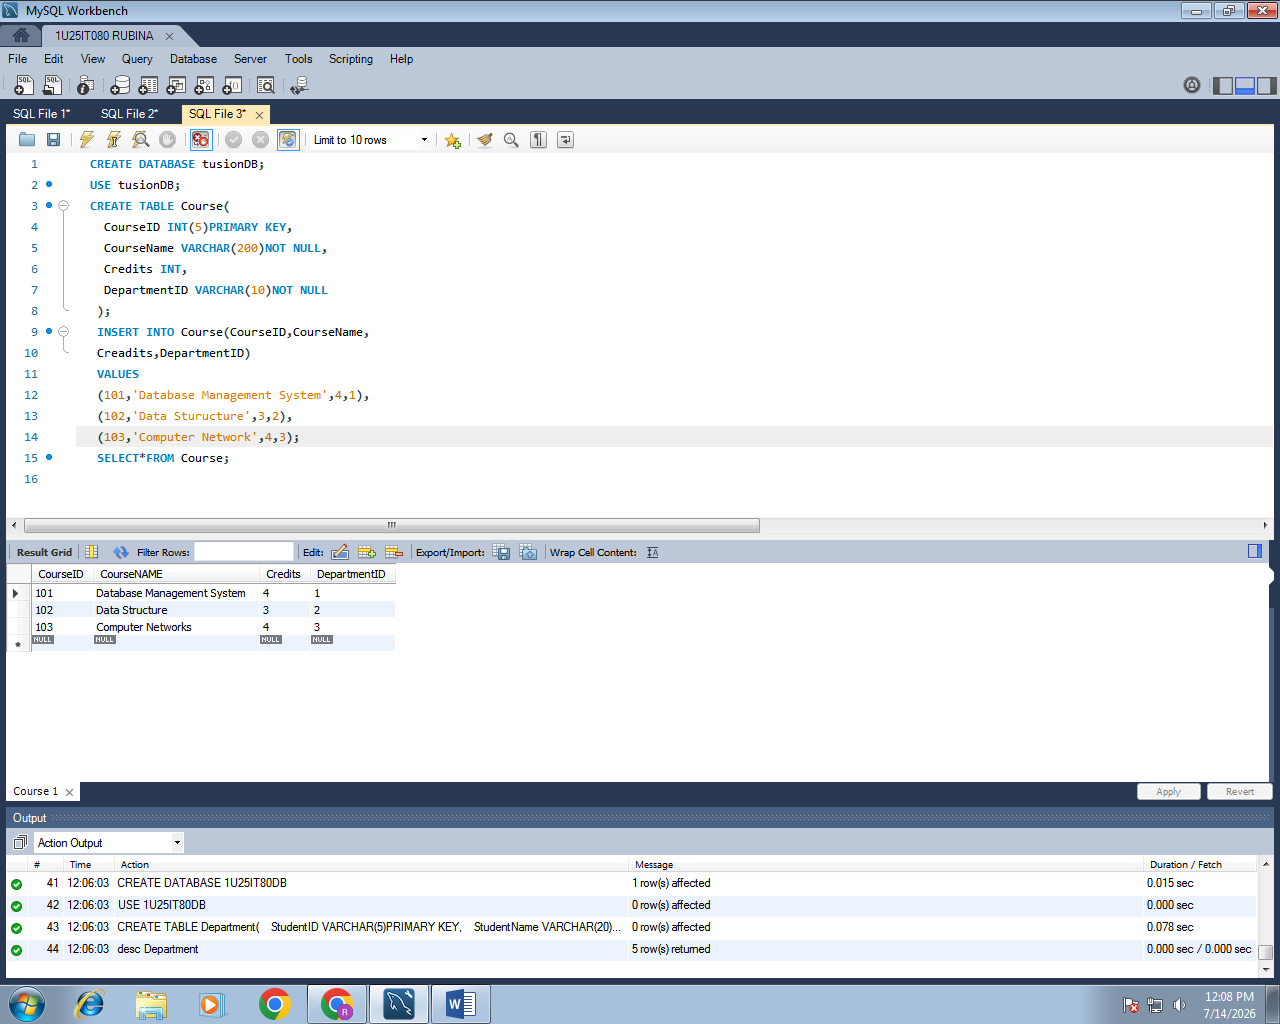 MySQL Workbench
1U25IT080 RUBINA
File Edit View Query Database Server Tools Scripting Help
SQL File 1* SQL File 2* SQL File 3*
Limit to 10 rows
1 CREATE DATABASE tusionDB;
2 USE tusionDB;
3 CREATE TABLE Course(
4 CourseID INT(5)PRIMARY KEY,
5 CourseName VARCHAR(200)NOT NULL,
6 Credits INT,
7 DepartmentID VARCHAR(10)NOT NULL
8 );
9 INSERT INTO Course(CourseID,CourseName,
10 Creadits,DepartmentID)
11 VALUES
12 (101,'Database Management System',4,1),
13 (102,'Data Sturucture',3,2),
14 (103,'Computer Network',4,3);
15 SELECT*FROM Course;
16
Result Grid Filter Rows: Edit: Export/Import: Wrap Cell Content:
CourseID CourseNAME Credits DepartmentID
101 Database Management System 4 1
102 Data Structure 3 2
103 Computer Networks 4 3
NULL NULL NULL NULL
Course 1 Apply Revert
Output
Action Output
# Time Action Message Duration / Fetch
41 12:06:03 CREATE DATABASE 1U25IT80DB 1 row(s) affected 0.015 sec
42 12:06:03 USE 1U25IT80DB 0 row(s) affected 0.000 sec
43 12:06:03 CREATE TABLE Department( StudentID VARCHAR(5)PRIMARY KEY, StudentName VARCHAR(20)... 0 row(s) affected 0.078 sec
44 12:06:03 desc Department 5 row(s) returned 0.000 sec / 0.000 sec
12:08 PM
7/14/2026